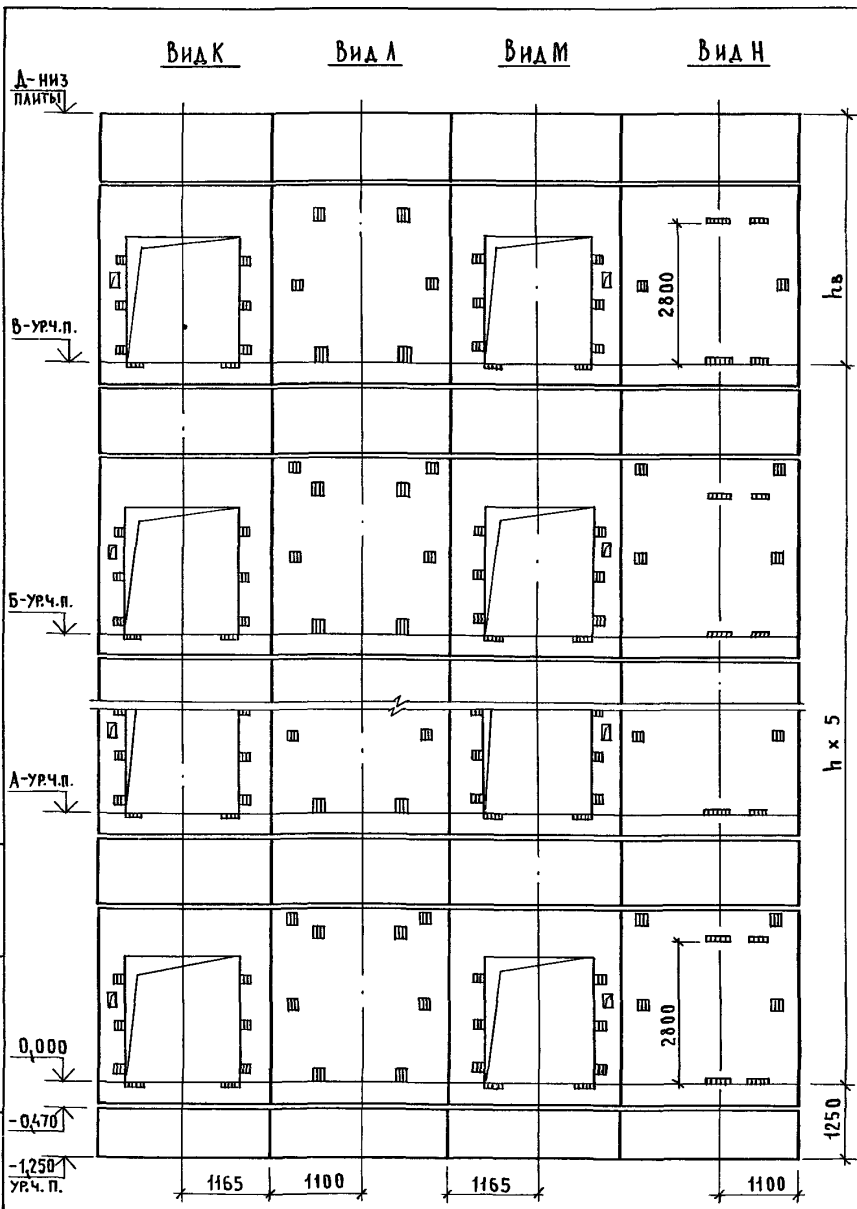 Вид К
Вид Л
Вид М
Вид Н
Д-низ
плиты
2800
hв
В-ур.ч.п.
Б-ур.ч.п.
h x 5
А-ур.ч.п.
2800
0,000
-0,470
1250
-1,250
ур.ч.п.
1165
1100
1165
1100